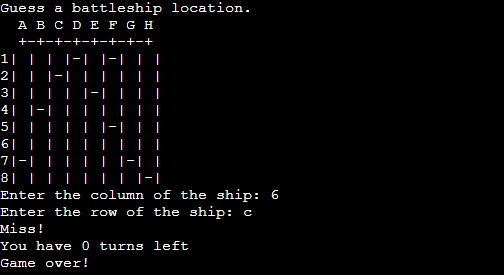 Guess a battleship location.
  A B C D E F G H
  +-+-+-+-+-+-+-+
1| | | |-| |-| | |
2| | |-| | | | | |
3| | | | |-| | | |
4| |-| | | | | | |
5| | | | | |-| | |
6| | | | | | | | |
7|-| | | | | |-| |
8| | | | | | | |-|
Enter the column of the ship: 6
Enter the row of the ship: c
Miss!
You have 0 turns left
Game over!